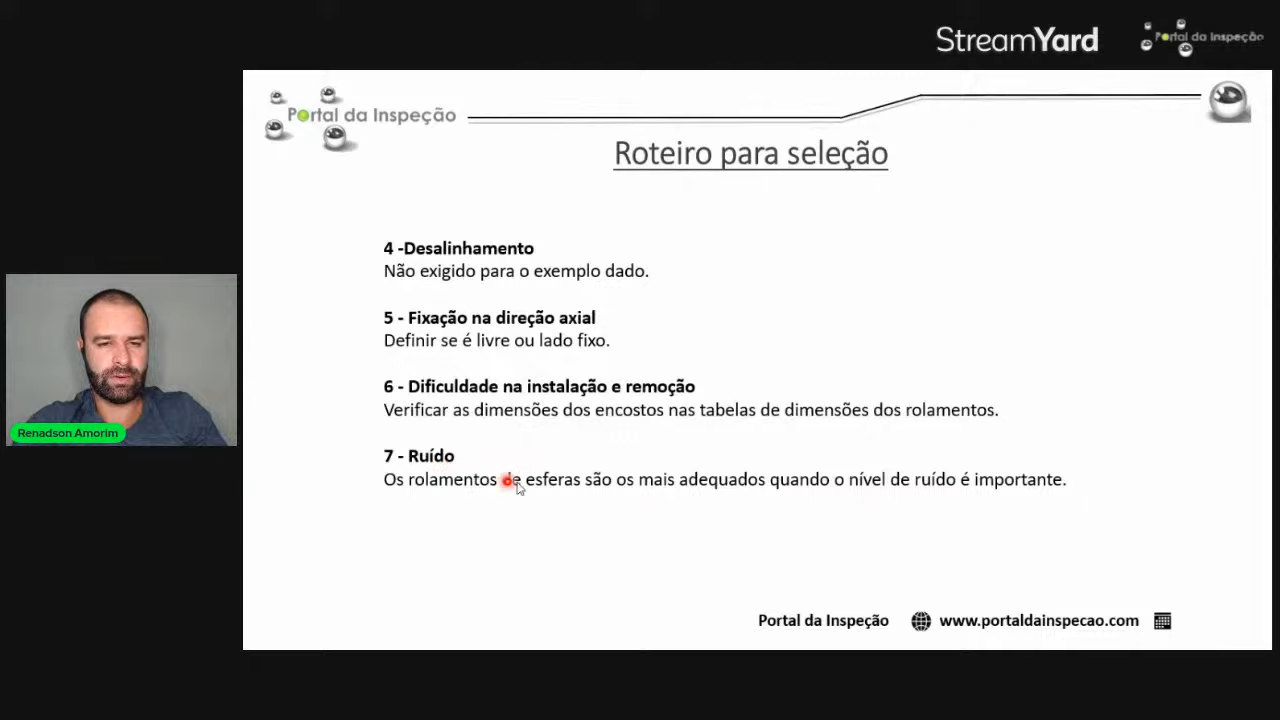 StreamYard
Portal da Inspeção
Portal da Inspeção
Roteiro para seleção
4 -Desalinhamento
Não exigido para o exemplo dado.
5 - Fixação na direção axial
Definir se é livre ou lado fixo.
6 - Dificuldade na instalação e remoção
Verificar as dimensões dos encostos nas tabelas de dimensões dos rolamentos.
7 - Ruído
Os rolamentos de esferas são os mais adequados quando o nível de ruído é importante.
Renadson Amorim
Portal da Inspeção www.portaldainspecao.com